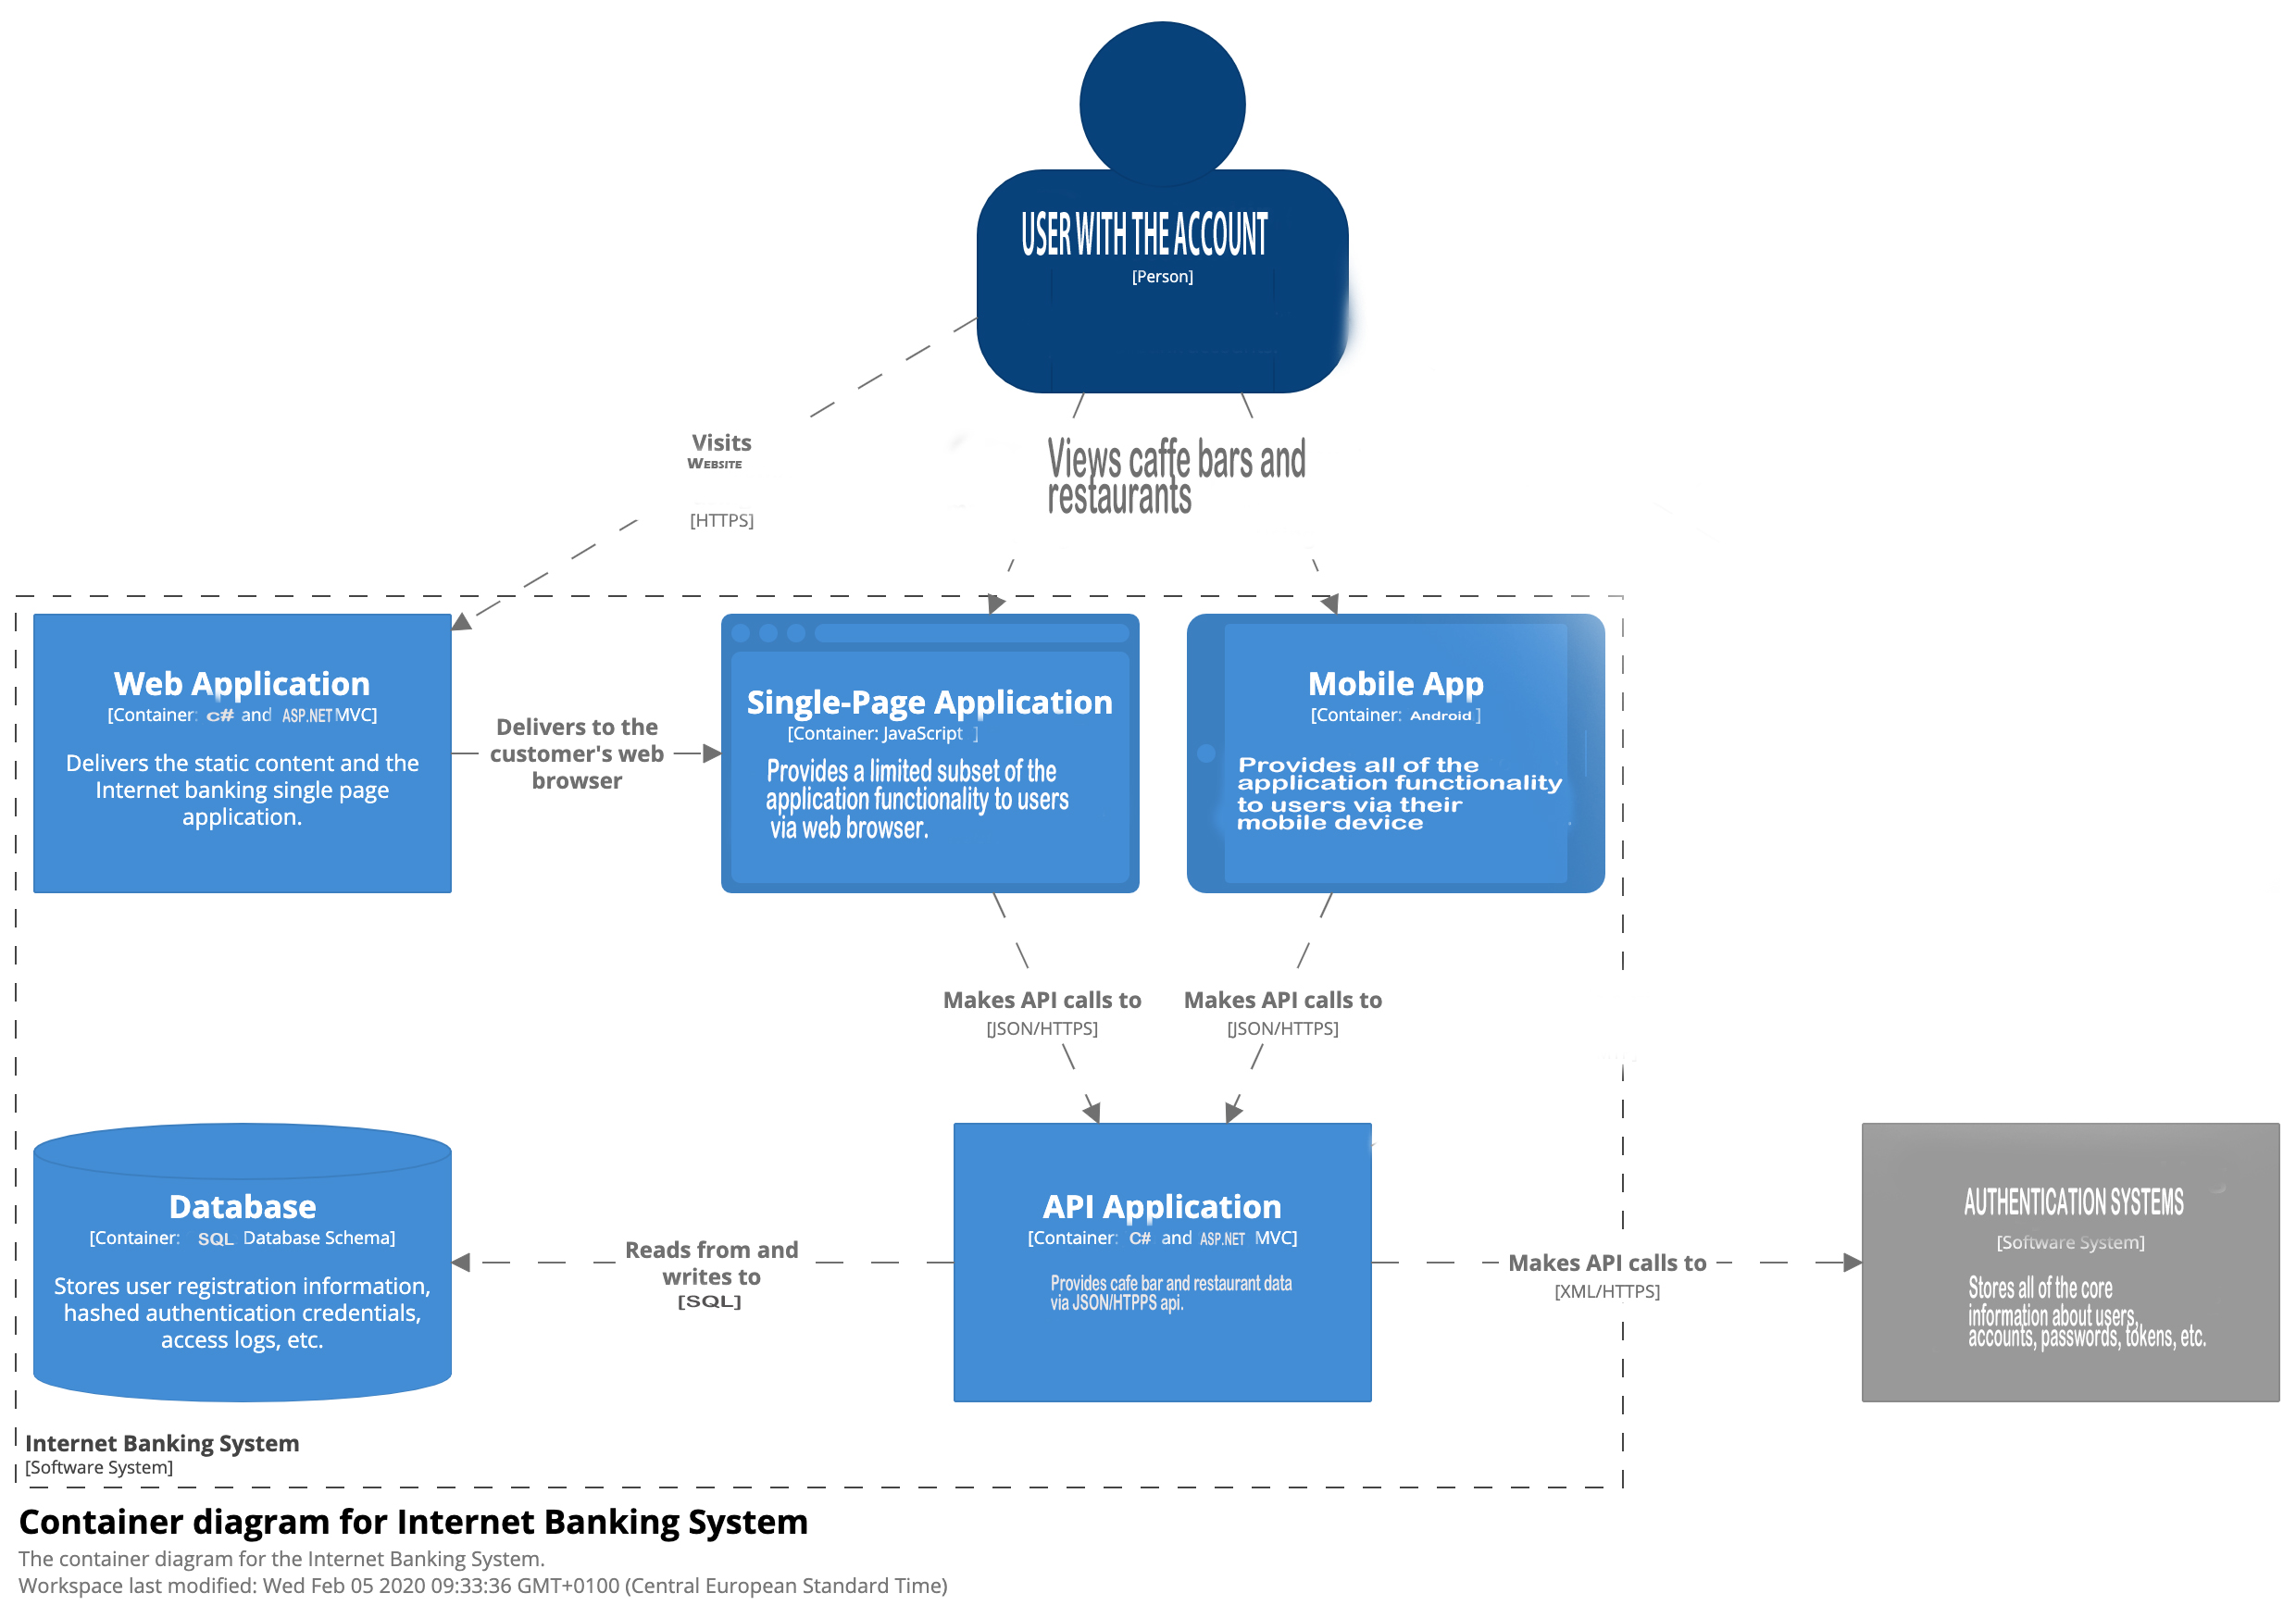 USER WITH THE ACCOUNT
[Person]
Visits
WEBSITE
[HTTPS]
Views caffe bars and
restaurants
Web Application
[Container: c# and ASP.NET MVC]
Delivers the static content and the
Internet banking single page
application.
Delivers to the
customer's web
browser
Single-Page Application
[Container: JavaScript ]
Provides a limited subset of the
application functionality to users
via web browser.
Mobile App
[Container: Android ]
Provides all of the
application functionality
to users via their
mobile device
Makes API calls to
[JSON/HTTPS]
Makes API calls to
[JSON/HTTPS]
Database
[Container: SQL Database Schema]
Stores user registration information,
hashed authentication credentials,
access logs, etc.
Reads from and
writes to
[SQL]
API Application
[Container: C# and ASP.NET MVC]
Provides cafe bar and restaurant data
via JSON/HTPPS api.
Makes API calls to
[XML/HTTPS]
AUTHENTICATION SYSTEMS
[Software System]
Stores all of the core
information about users,
accounts, passwords, tokens, etc.
Internet Banking System
[Software System]
Container diagram for Internet Banking System
The container diagram for the Internet Banking System.
Workspace last modified: Wed Feb 05 2020 09:33:36 GMT+0100 (Central European Standard Time)